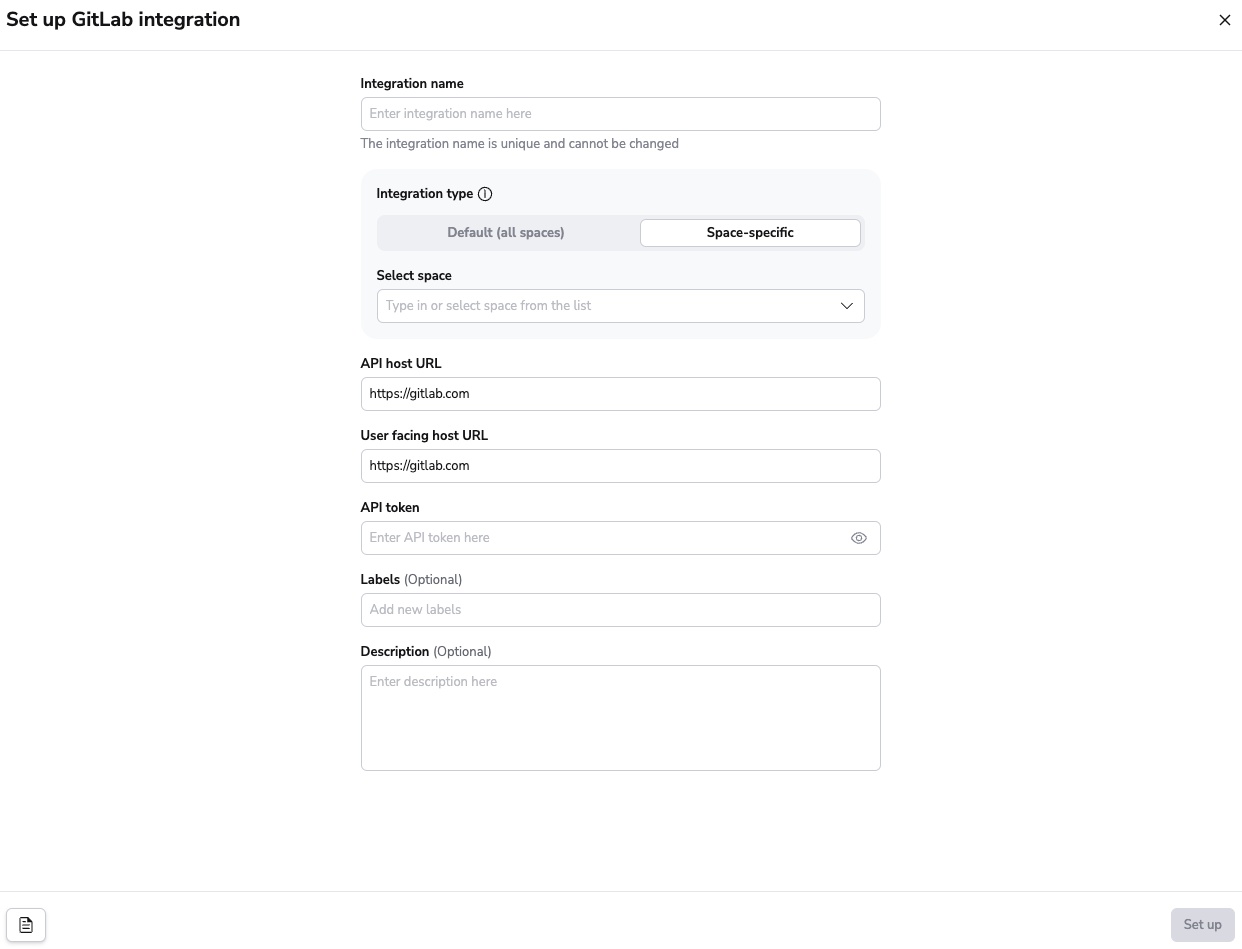 Set up GitLab integration
Integration name
Enter integration name here
The integration name is unique and cannot be changed
Integration type
Default (all spaces)
Space-specific
Select space
Type in or select space from the list
API host URL
https://gitlab.com
User facing host URL
https://gitlab.com
API token
Enter API token here
Labels (Optional)
Add new labels
Description (Optional)
Enter description here
Set up